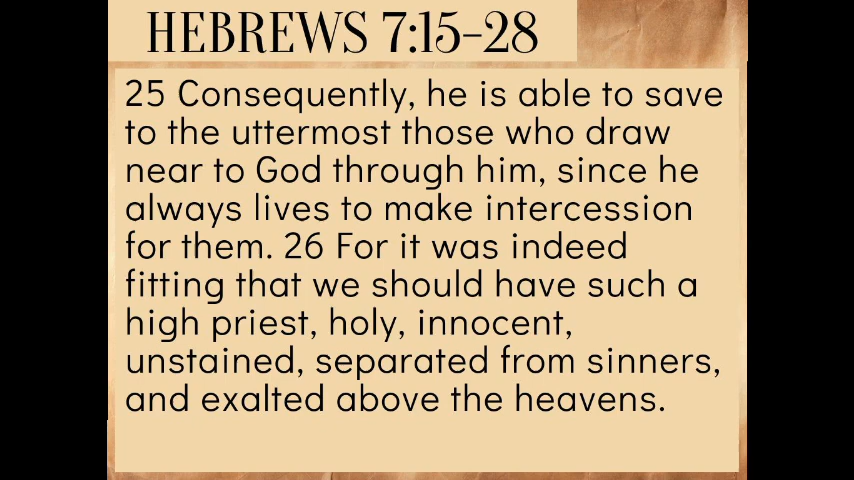 HEBREWS 7:15-28
25 Consequently, he is able to save
to the uttermost those who draw
near to God through him, since he
always lives to make intercession
for them. 26 For it was indeed
fitting that we should have such a
high priest, holy, innocent,
unstained, separated from sinners,
and exalted above the heavens.